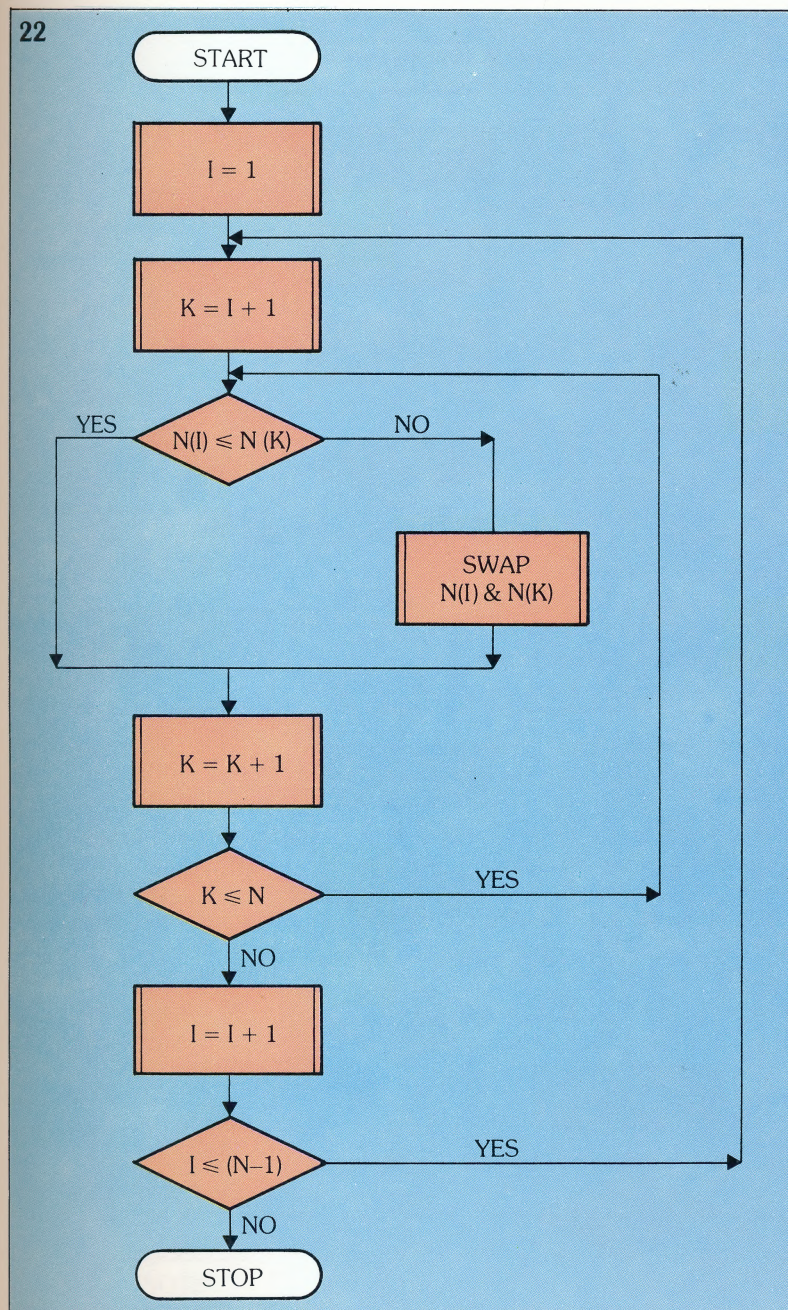 22
START
I = 1
K = I + 1
YES
N(I) ⩽ N (K)
NO
SWAP
N(I) & N(K)
K = K + 1
K ⩽ N
YES
NO
I = I + 1
I ⩽ (N–1)
YES
NO
STOP